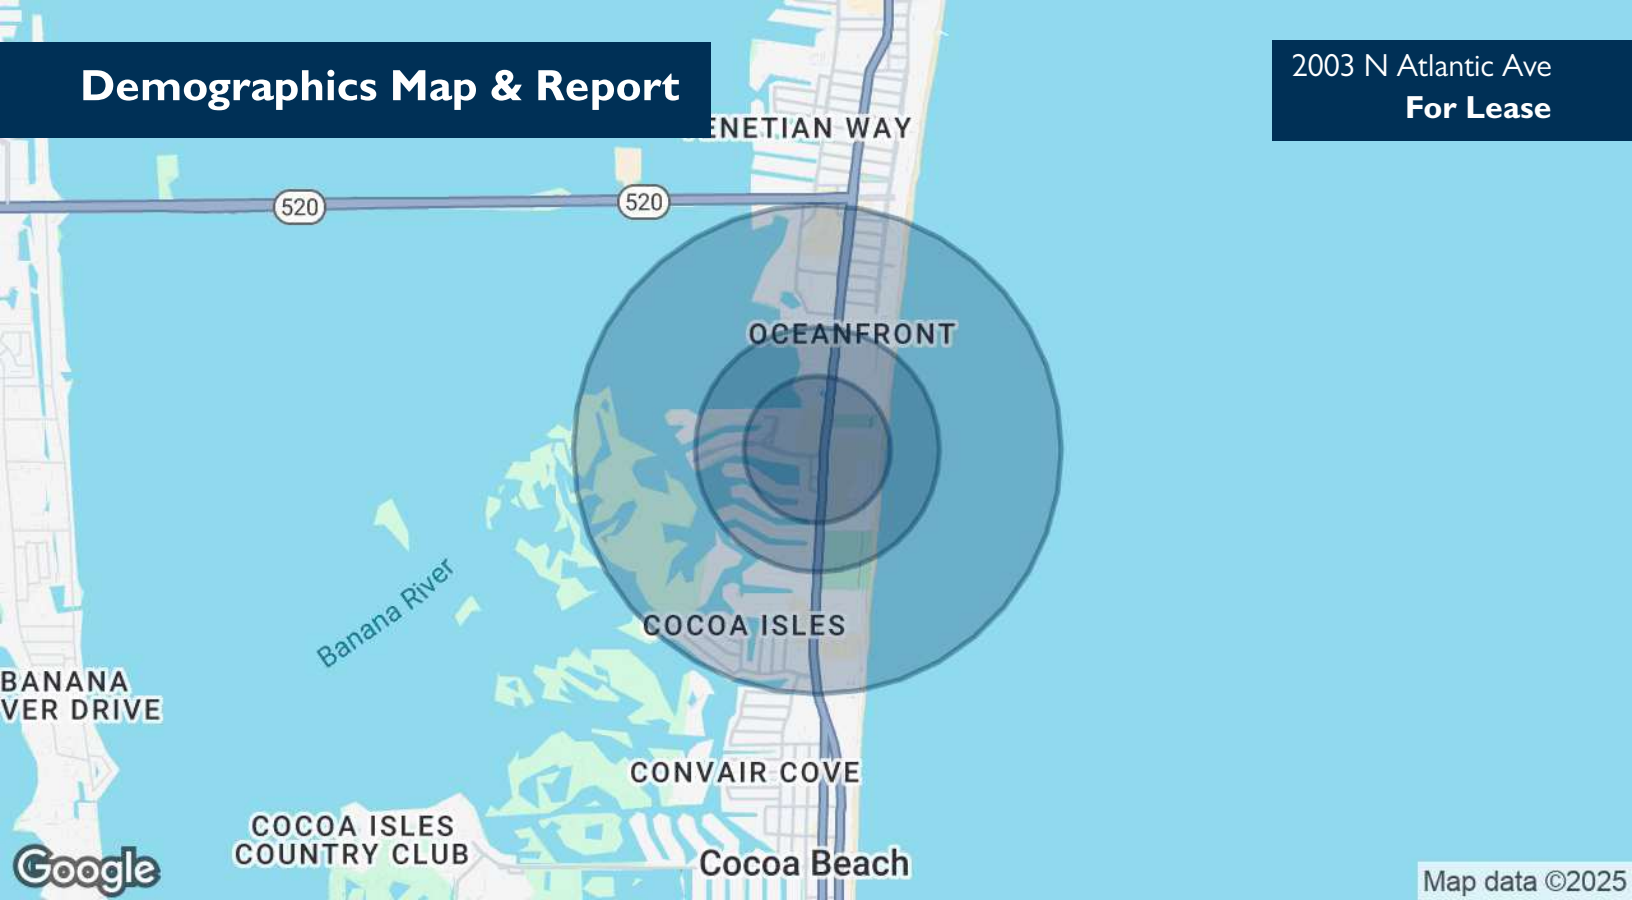 Demographics Map & Report
2003 N Atlantic Ave
For Lease
ENETIAN WAY
520
520
OCEANFRONT
Banana River
COCOA ISLES
BANANA
VER DRIVE
CONVAIR COVE
COCOA ISLES
COUNTRY CLUB
Cocoa Beach
Google
Map data ©2025